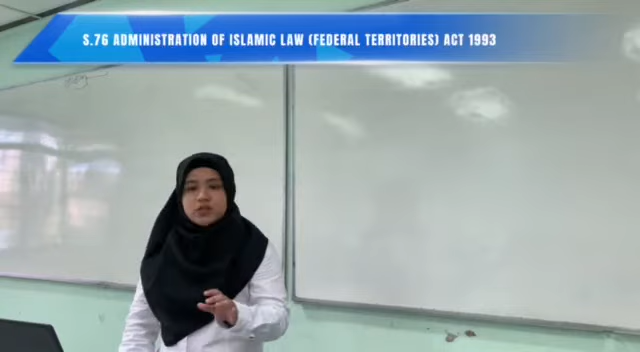 S.76 ADMINISTRATION OF ISLAMIC LAW (FEDERAL TERRITORIES) ACT 1993